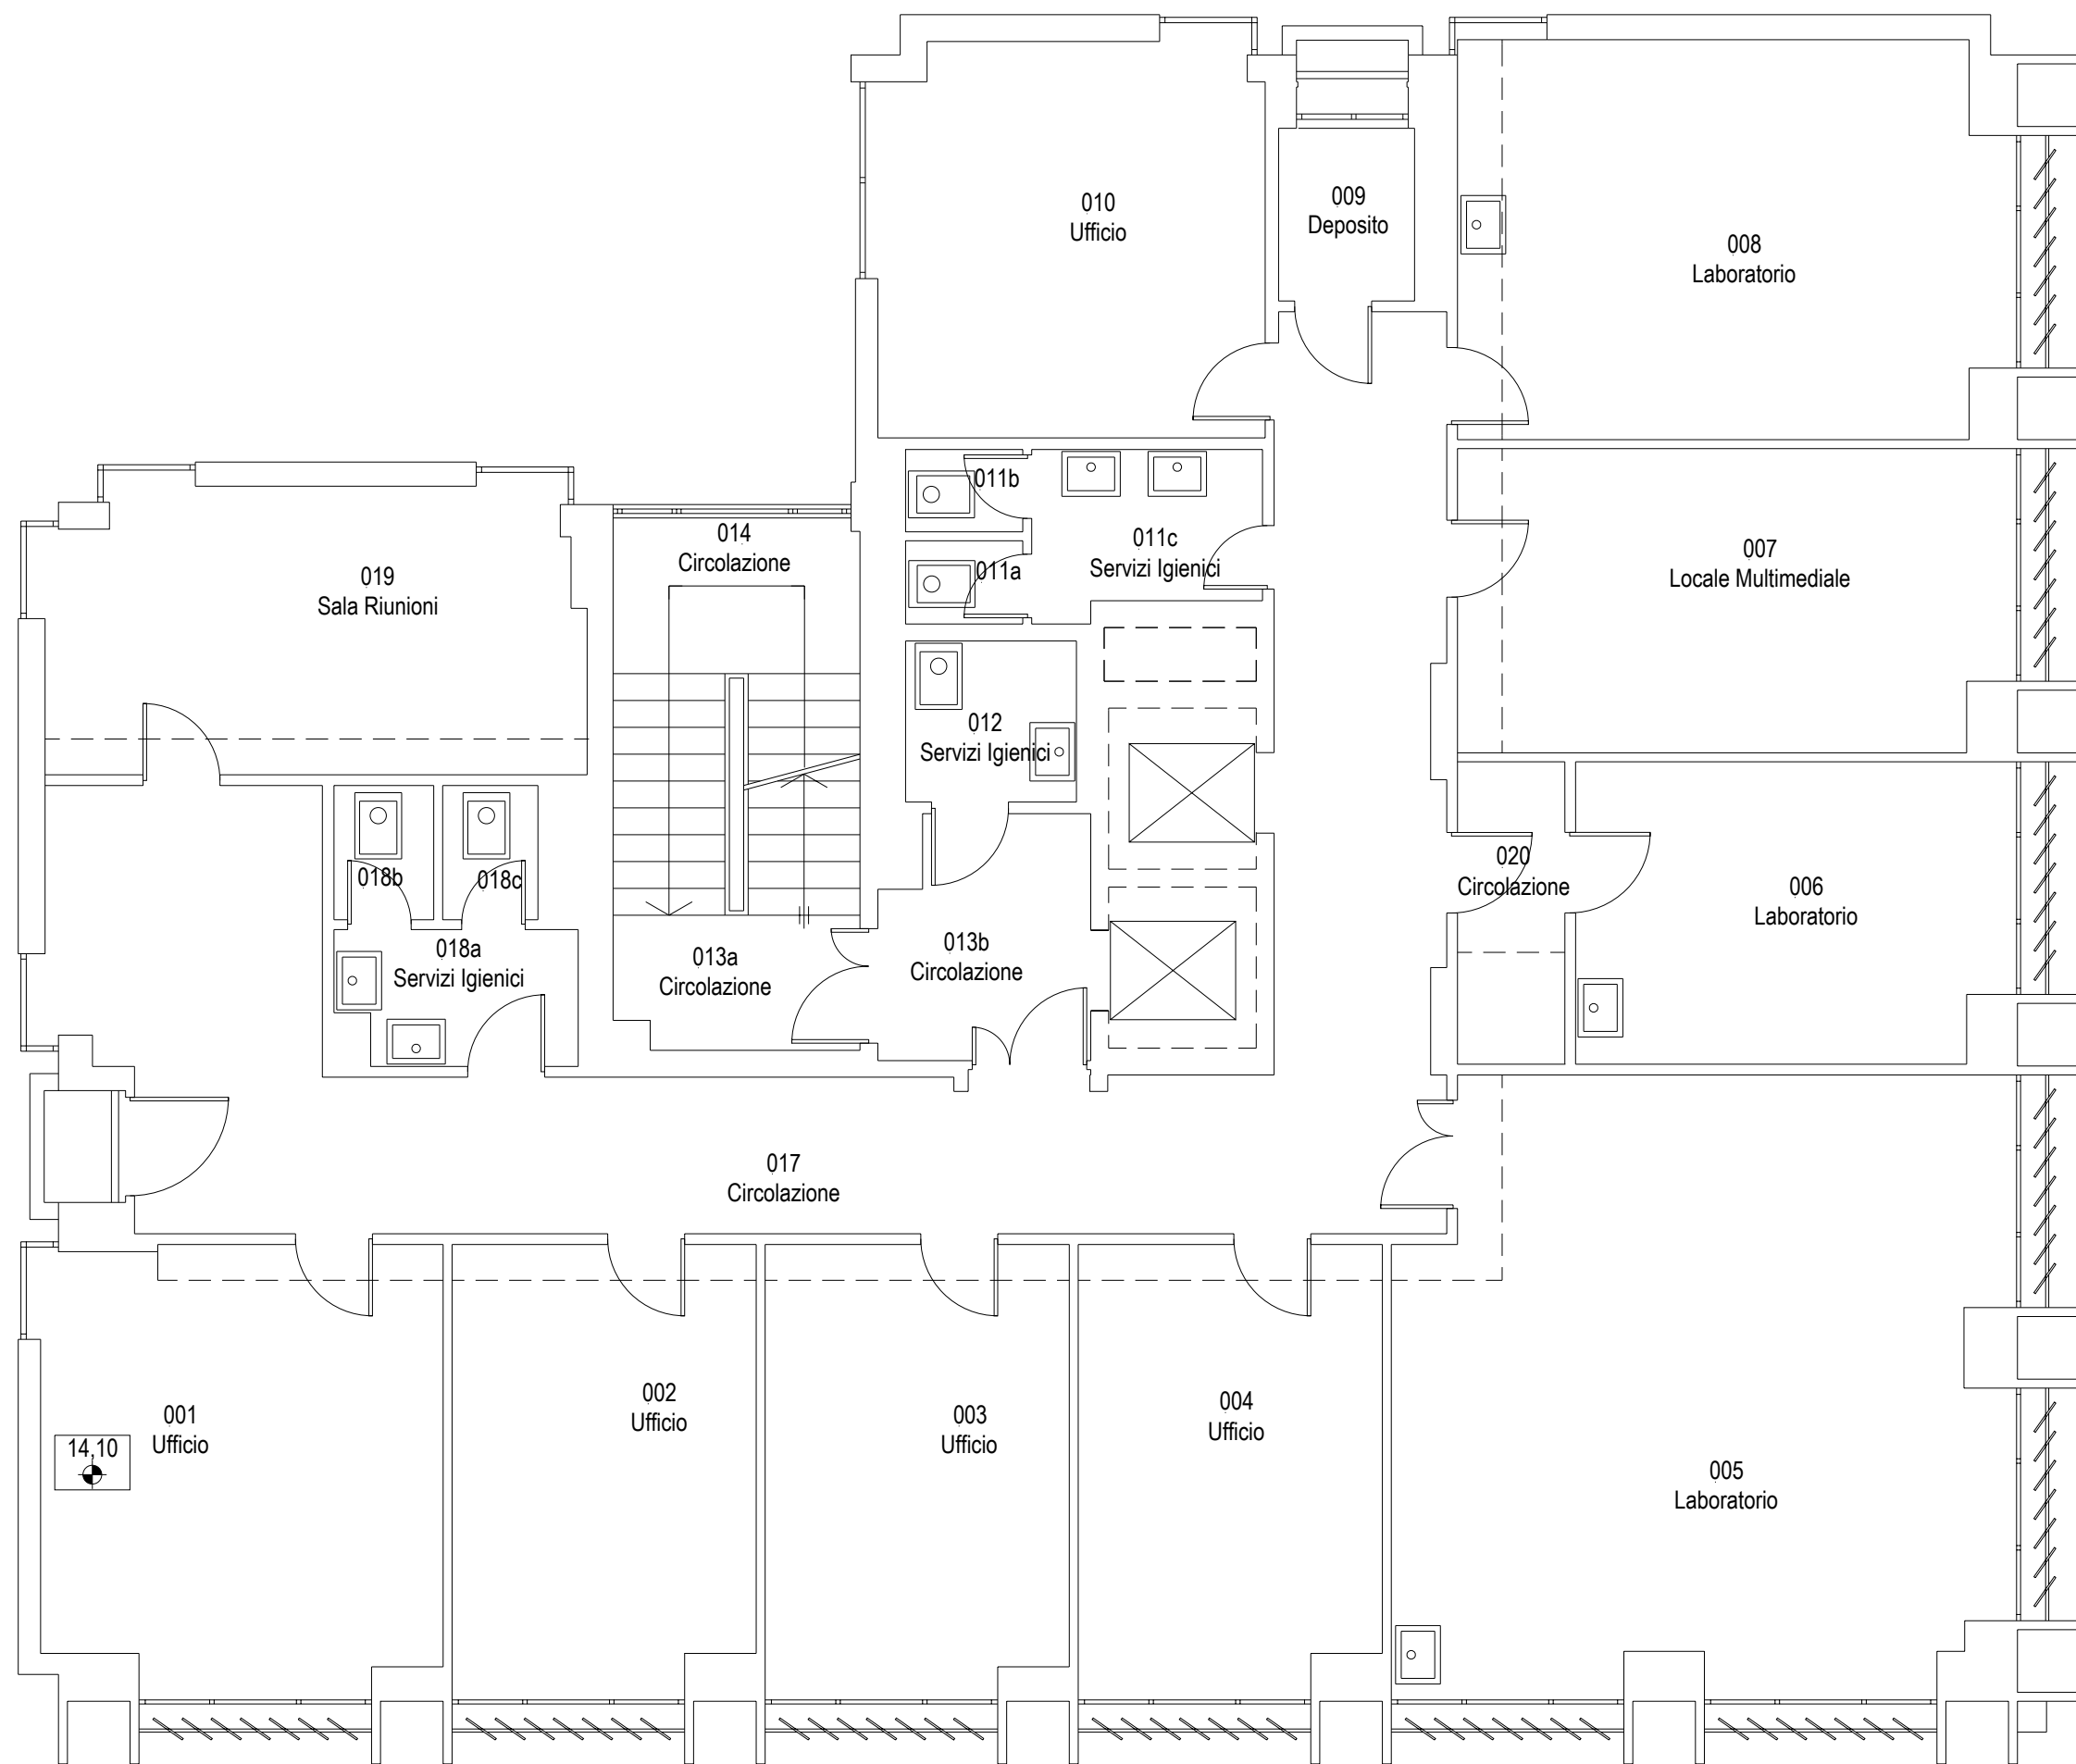 010
Ufficio
009
Deposito
008
Laboratorio
011b
014
Circolazione
011c
Servizi Igienici
007
Locale Multimediale
011a
019
Sala Riunioni
012
Servizi Igienici
018b
018c
020
Circolazione
006
Laboratorio
018a
Servizi Igienici
013a
Circolazione
013b
Circolazione
017
Circolazione
001
Ufficio
002
Ufficio
003
Ufficio
004
Ufficio
14,10
005
Laboratorio